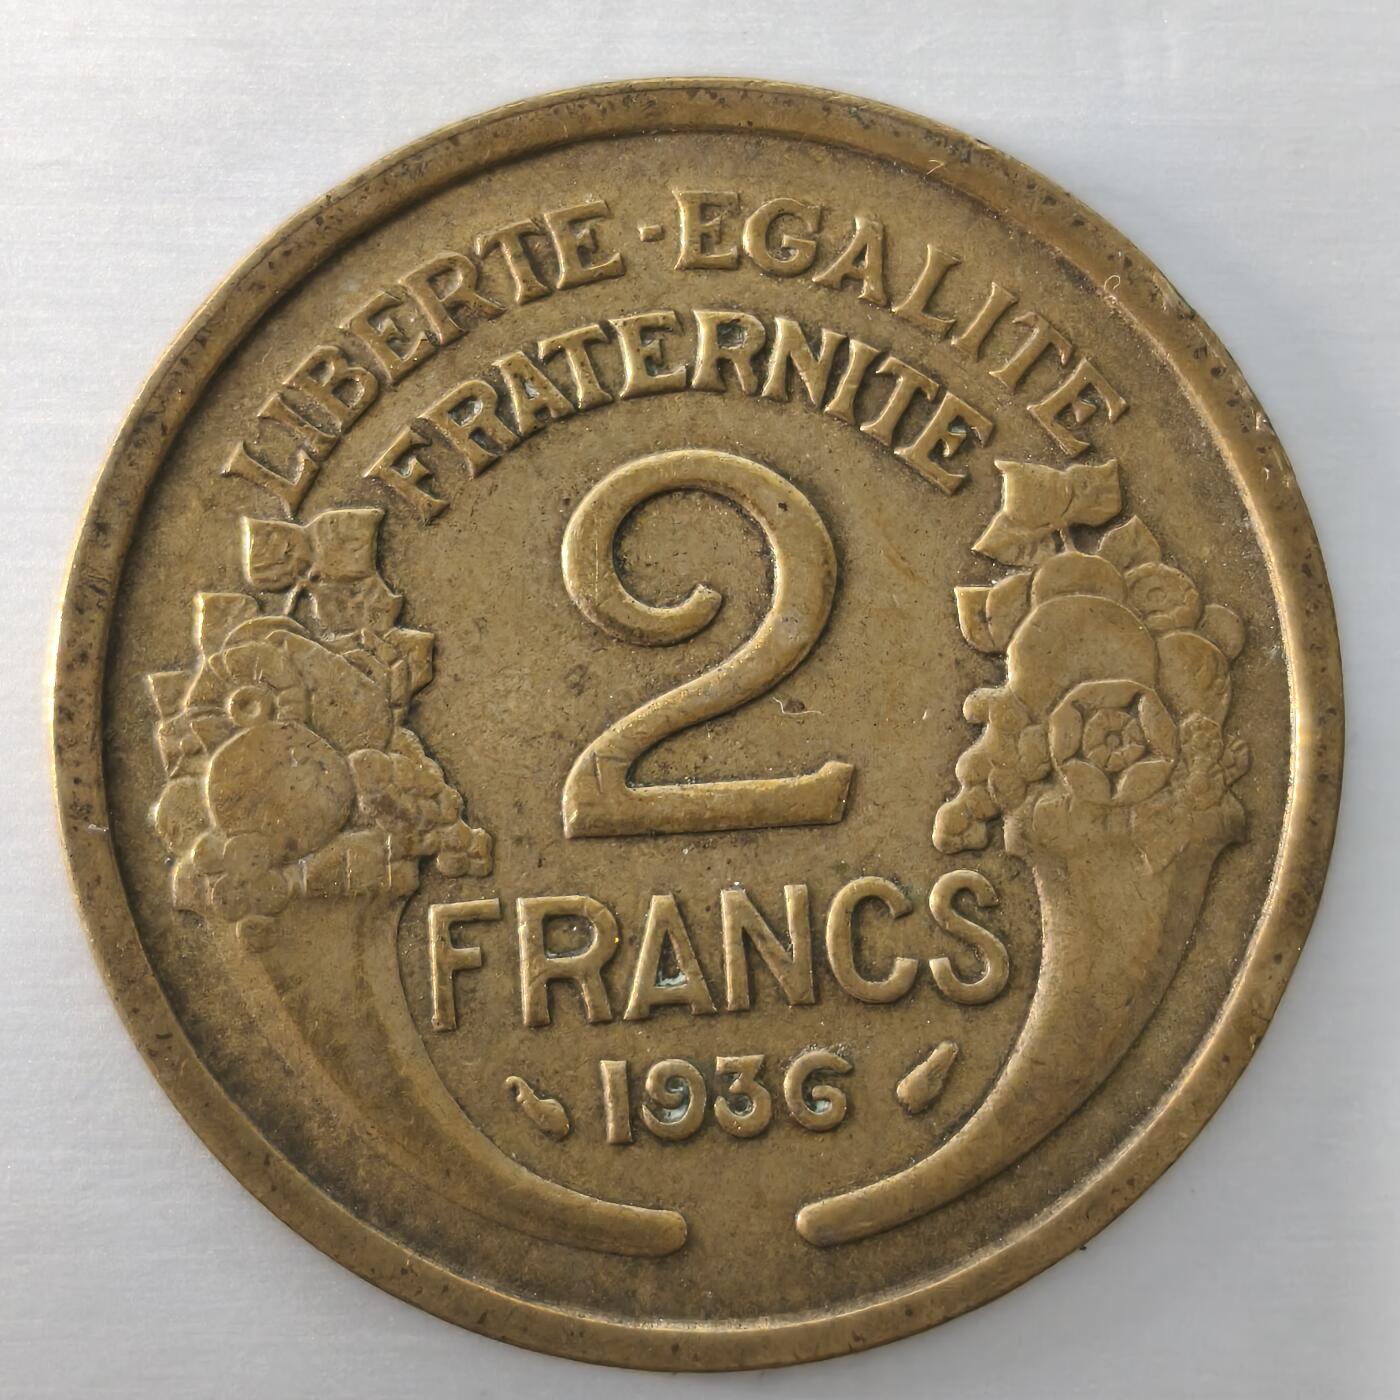 LIBERTE-EGALITE
FRATERNITE
2
FRANCS
1936